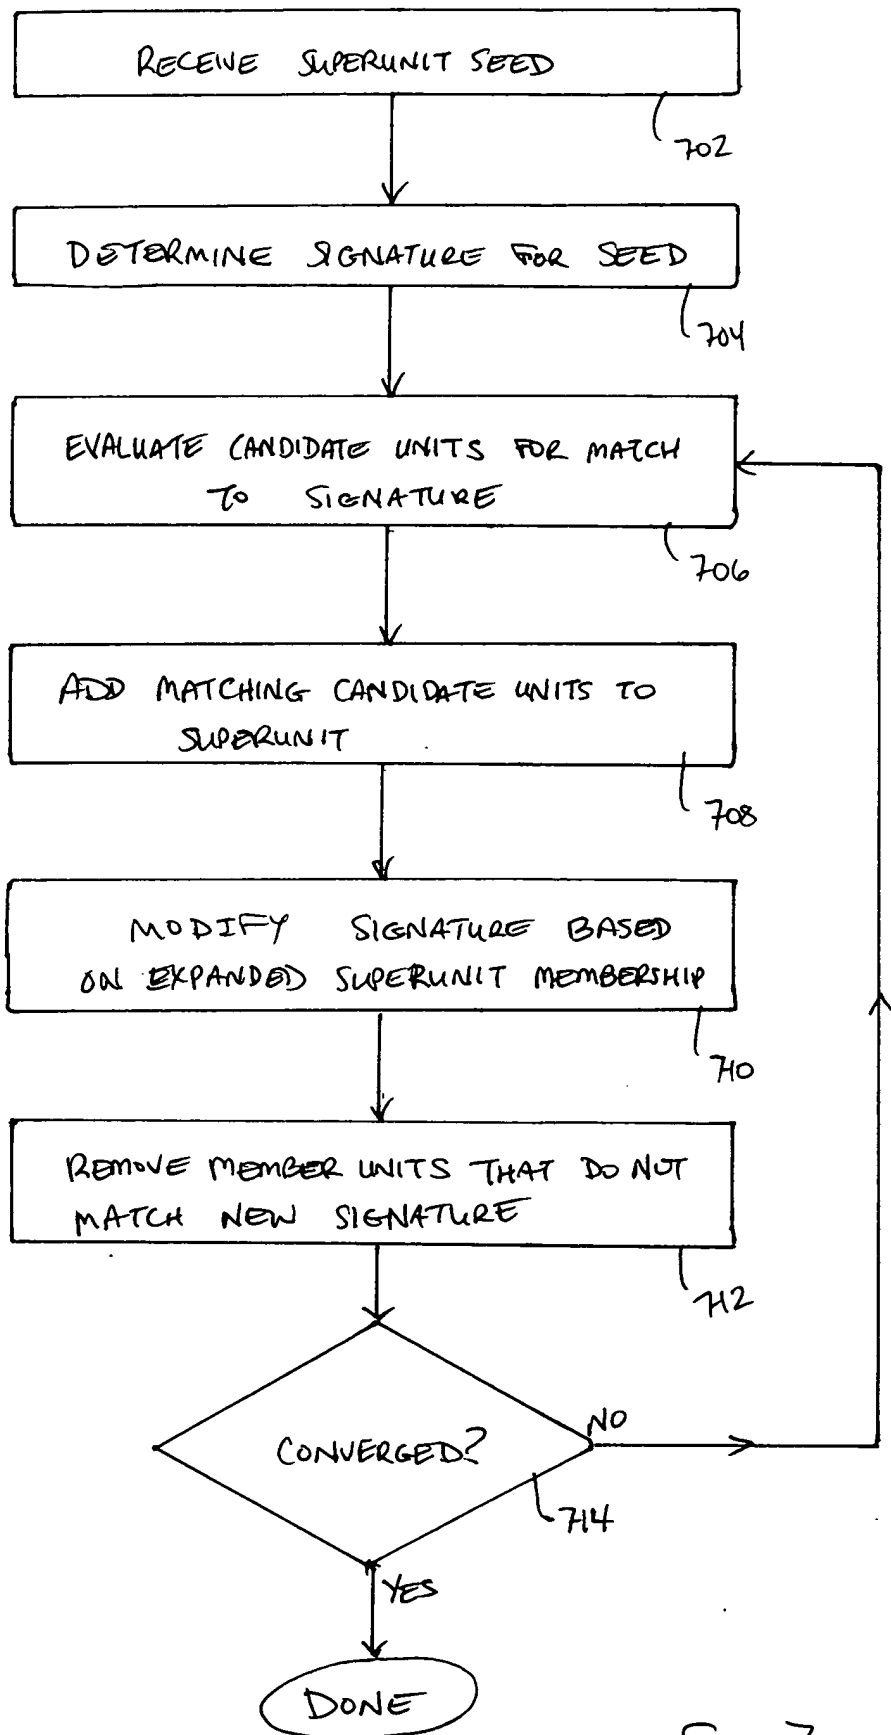 RECEIVE SUPERUNIT SEED
702
DETERMINE SIGNATURE FOR SEED
704
EVALUATE CANDIDATE UNITS FOR MATCH
TO SIGNATURE
706
ADD MATCHING CANDIDATE UNITS TO
SUPERUNIT
708
MODIFY SIGNATURE BASED
ON EXPANDED SUPERUNIT MEMBERSHIP
710
REMOVE MEMBER UNITS THAT DO NOT
MATCH NEW SIGNATURE
712
CONVERGED?
NO
714
YES
DONE